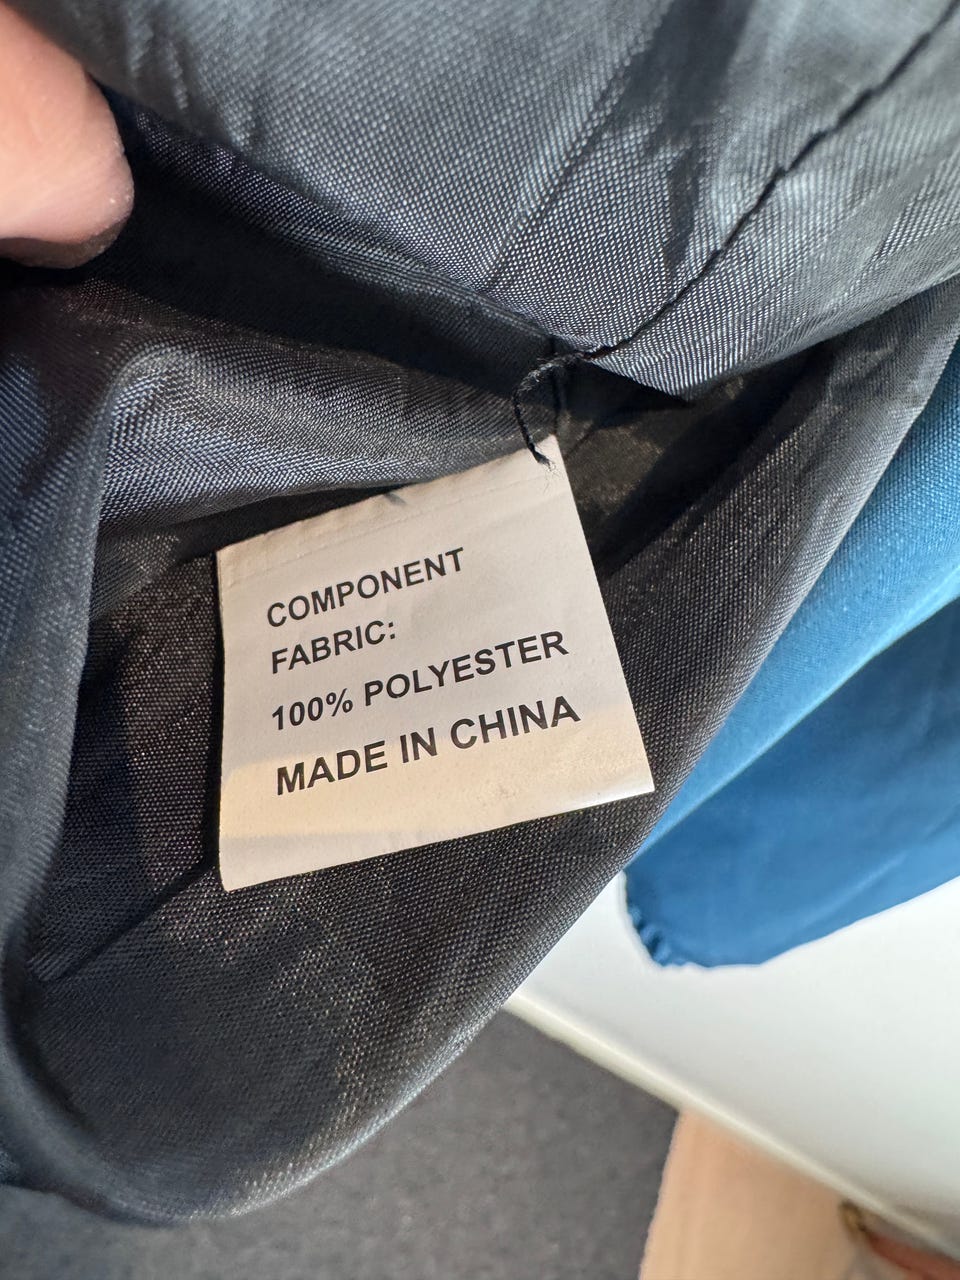 COMPONENT
FABRIC:
100% POLYESTER
MADE IN CHINA